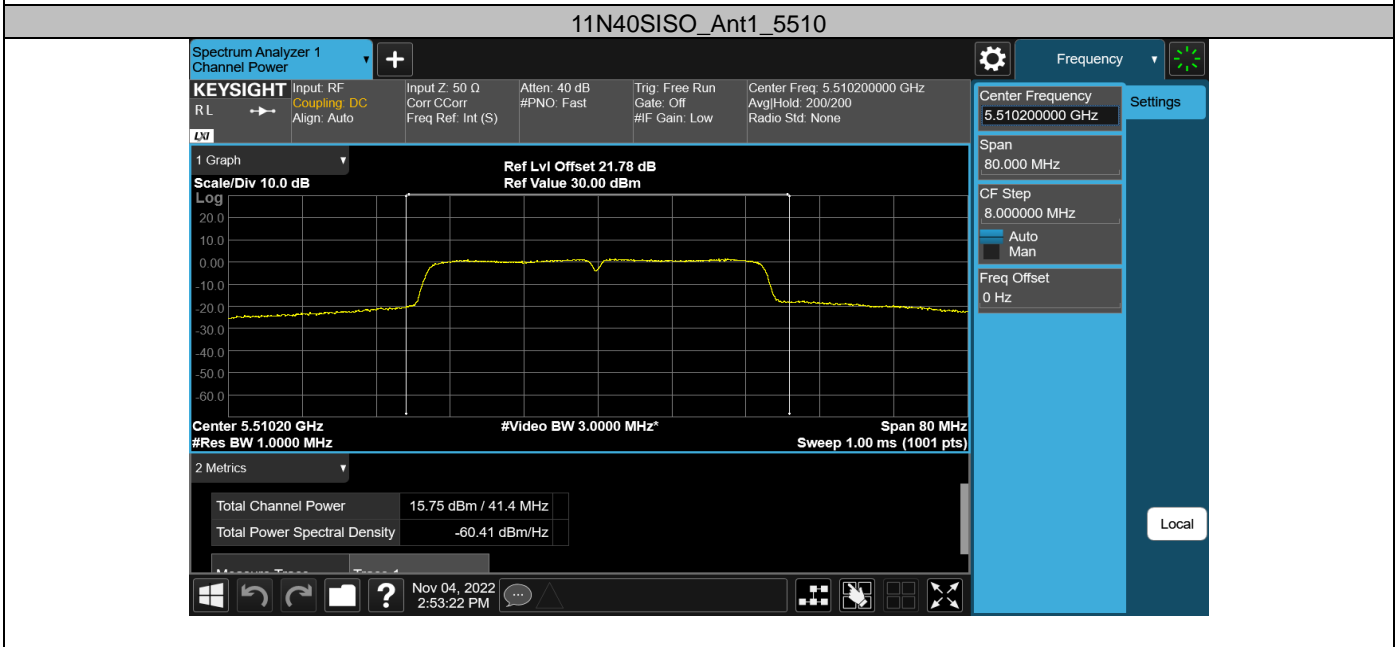 11N40SISO_Ant1_5510
Spectrum Analyzer 1
Channel Power
+
Frequency
KEYSIGHT
R L
LXI
Input: RF
Coupling: DC
Align: Auto
Input Z: 50 Ω
Corr CCorr
Freq Ref: Int (S)
Atten: 40 dB
#PNO: Fast
Trig: Free Run
Gate: Off
#IF Gain: Low
Center Freq: 5.510200000 GHz
Avg|Hold: 200/200
Radio Std: None
Center Frequency
5.510200000 GHz
Settings
Span
80.000 MHz
CF Step
8.000000 MHz
Auto
Man
Freq Offset
0 Hz
Local
1 Graph
Scale/Div 10.0 dB
Ref Lvl Offset 21.78 dB
Ref Value 30.00 dBm
Log
20.0
10.0
0.00
-10.0
-20.0
-30.0
-40.0
-50.0
-60.0
Center 5.51020 GHz
#Video BW 3.0000 MHz*
Span 80 MHz
#Res BW 1.0000 MHz
Sweep 1.00 ms (1001 pts)
2 Metrics
Total Channel Power 15.75 dBm / 41.4 MHz
Total Power Spectral Density -60.41 dBm/Hz
?
Nov 04, 2022
2:53:22 PM